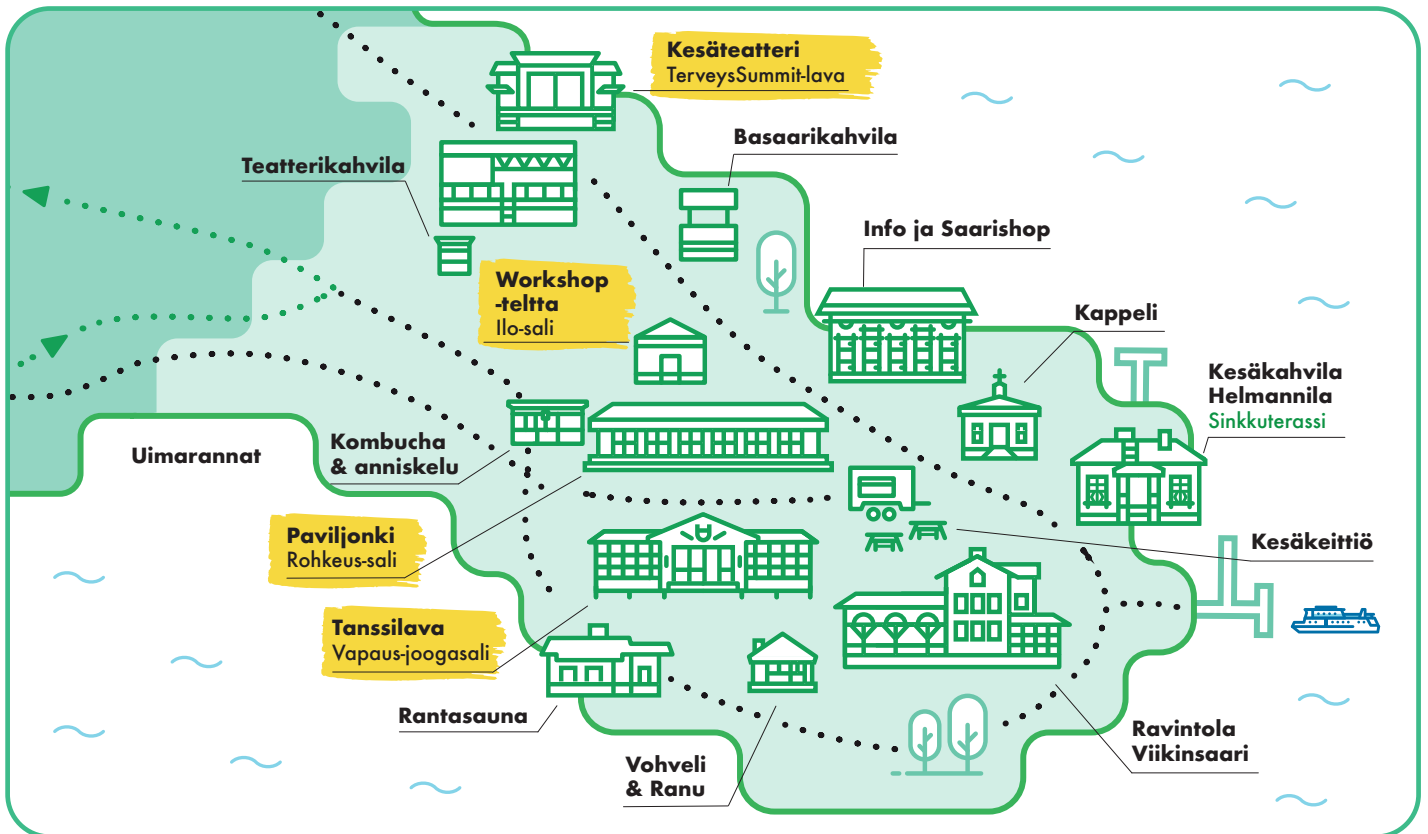 Kesäteatteri
TerveysSummit-lava
Basaarikahvila
Teatterikahvila
Info ja Saarishop
Workshop
-teltta
Ilo-sali
Kappeli
Kesäkahvila
Helmannila
Sinkkuterassi
Kombucha
& anniskelu
Uimarannat
Paviljonki
Rohkeus-sali
Kesäkeittiö
Tanssilava
Vapaus-joogasali
Rantasauna
Ravintola
Viikinsaari
Vohveli
& Ranu